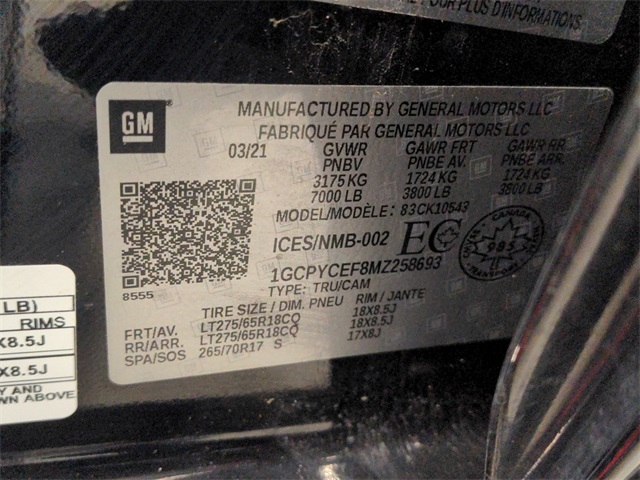 POUR PLUS D'INFORMATIONS.
GM
MANUFACTURED BY GENERAL MOTORS LLC
FABRIQUÉ PAR GENERAL MOTORS LLC
03/21 GVWR GAWR FRT GAWR RR
PNBV PNBE AV. PNBE ARR.
3175 KG 1724 KG 1724 KG
7000 LB 3800 LB 3800 LB
MODEL/MODÈLE: 83CK10543
ICES/NMB-002 EC CANADA 985
1GCPYCEF8MZ258693
8555 TYPE: TRU/CAM
TIRE SIZE / DIM. PNEU RIM / JANTE
FRT/AV. LT275/65R18CQ 18X8.5J
RR/ARR. LT275/65R18CQ 18X8.5J
SPA/SOS 265/70R17 S 17X8J
LB)
RIMS
X8.5J
X8.5J
Y AND
WN ABOVE